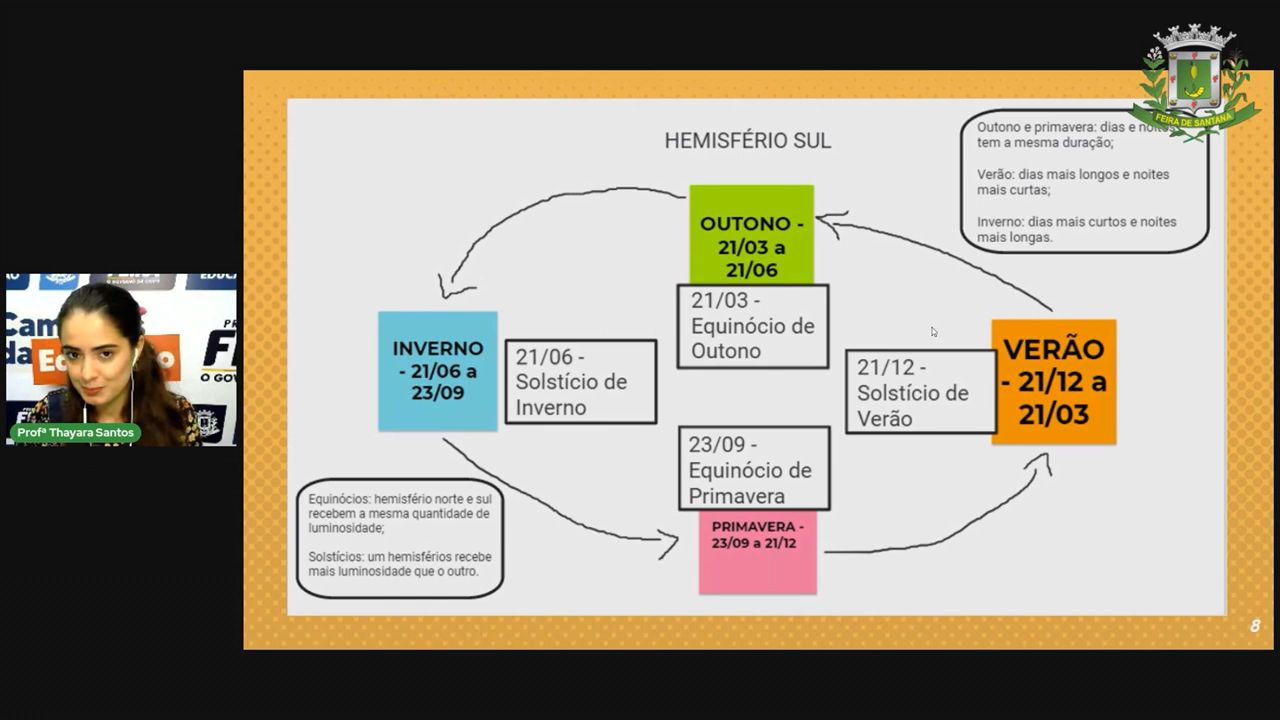 HEMISFÉRIO SUL
Outono e primavera: dias e noites
tem a mesma duração;
Verão: dias mais longos e noites
mais curtas;
Inverno: dias mais curtos e noites
mais longas.
FEIRA DE SANTANA
OUTONO -
21/03 a
21/06
21/03 -
Equinócio de
Outono
INVERNO
- 21/06 a
23/09
21/06 -
Solstício de
Inverno
21/12 -
Solstício de
Verão
VERÃO
- 21/12 a
21/03
23/09 -
Equinócio de
Primavera
PRIMAVERA -
23/09 a 21/12
Equinócios: hemisfério norte e sul
recebem a mesma quantidade de
luminosidade;
Solstícios: um hemisférios recebe
mais luminosidade que o outro.
Profª Thayara Santos
8